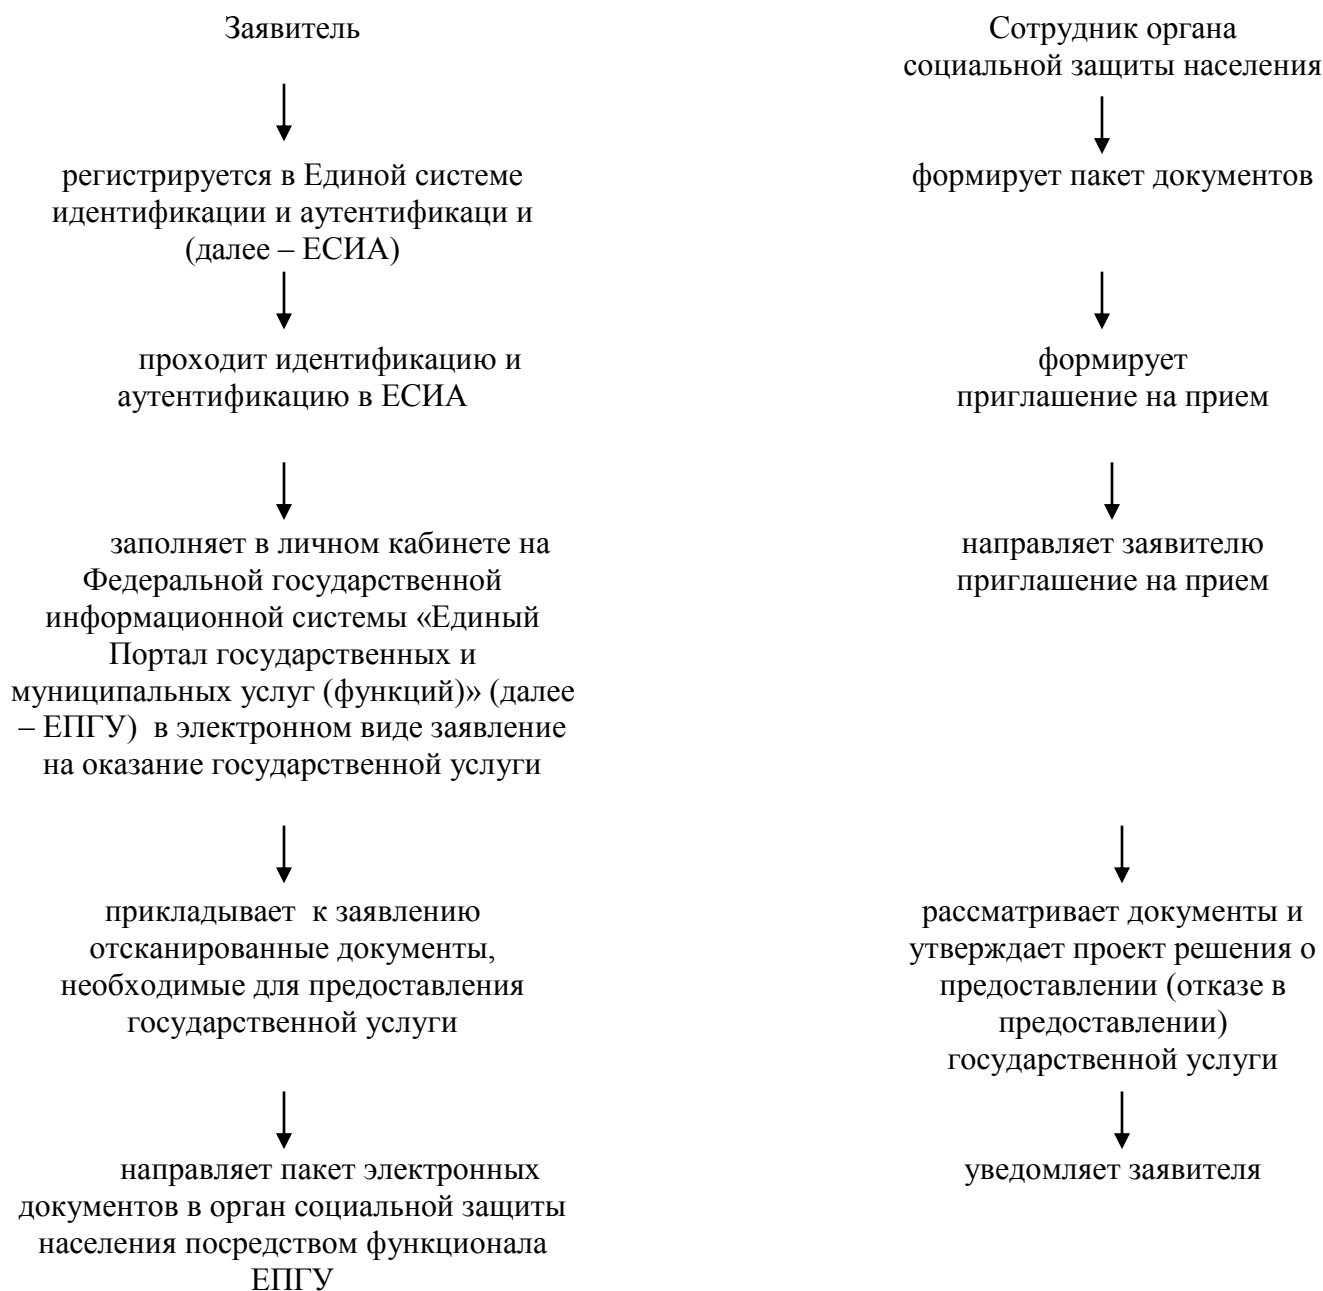 Заявитель
регистрируется в Единой системе
идентификации и аутентификаци и
(далее – ЕСИА)
проходит идентификацию и
аутентификацию в ЕСИА
заполняет в личном кабинете на
Федеральной государственной
информационной системы «Единый
Портал государственных и
муниципальных услуг (функций)» (далее
– ЕПГУ) в электронном виде заявление
на оказание государственной услуги
прикладывает к заявлению
отсканированные документы,
необходимые для предоставления
государственной услуги
направляет пакет электронных
документов в орган социальной защиты
населения посредством функционала
ЕПГУ
Сотрудник органа
социальной защиты населения
формирует пакет документов
формирует
приглашение на прием
направляет заявителю
приглашение на прием
рассматривает документы и
утверждает проект решения о
предоставлении (отказе в
предоставлении)
государственной услуги
уведомляет заявителя